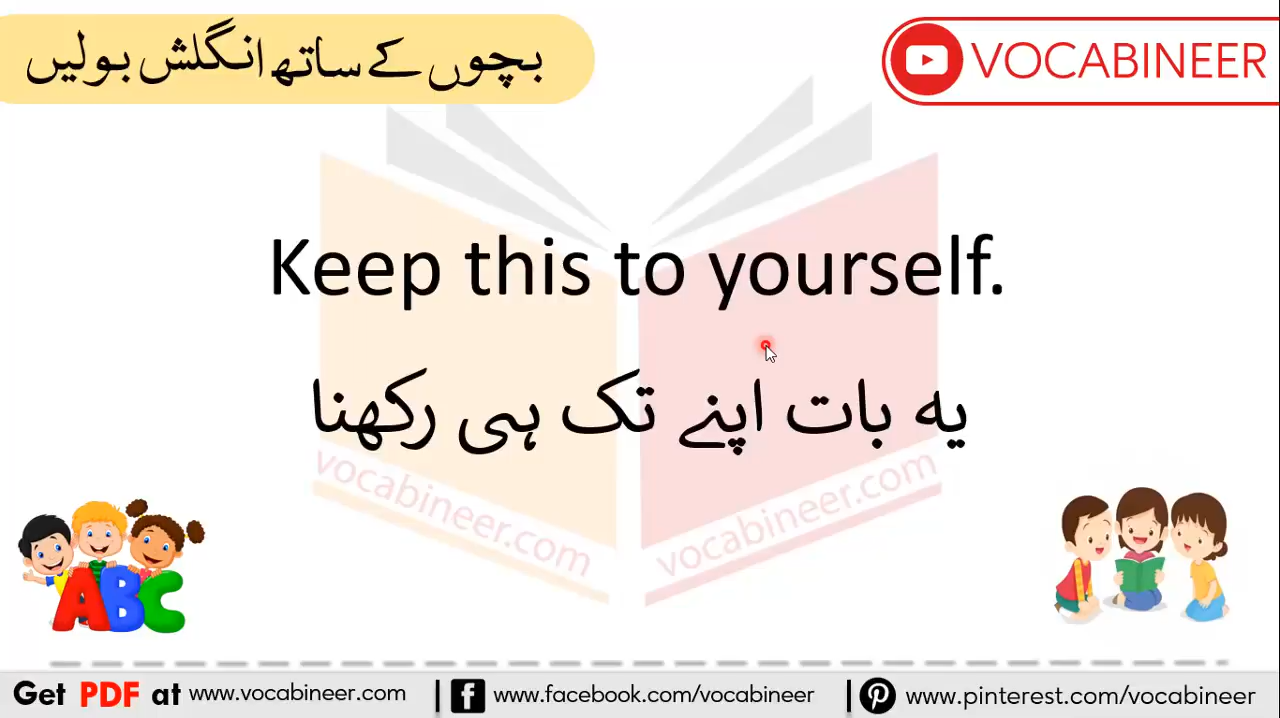 بچوں کے ساتھ انگلش بولیں
VOCABINEER
Keep this to yourself.
یہ بات اپنے تک ہی رکھنا
vocabineer.com
vocabineer.com
ABC
Get PDF at www.vocabineer.com
www.facebook.com/vocabineer
www.pinterest.com/vocabineer